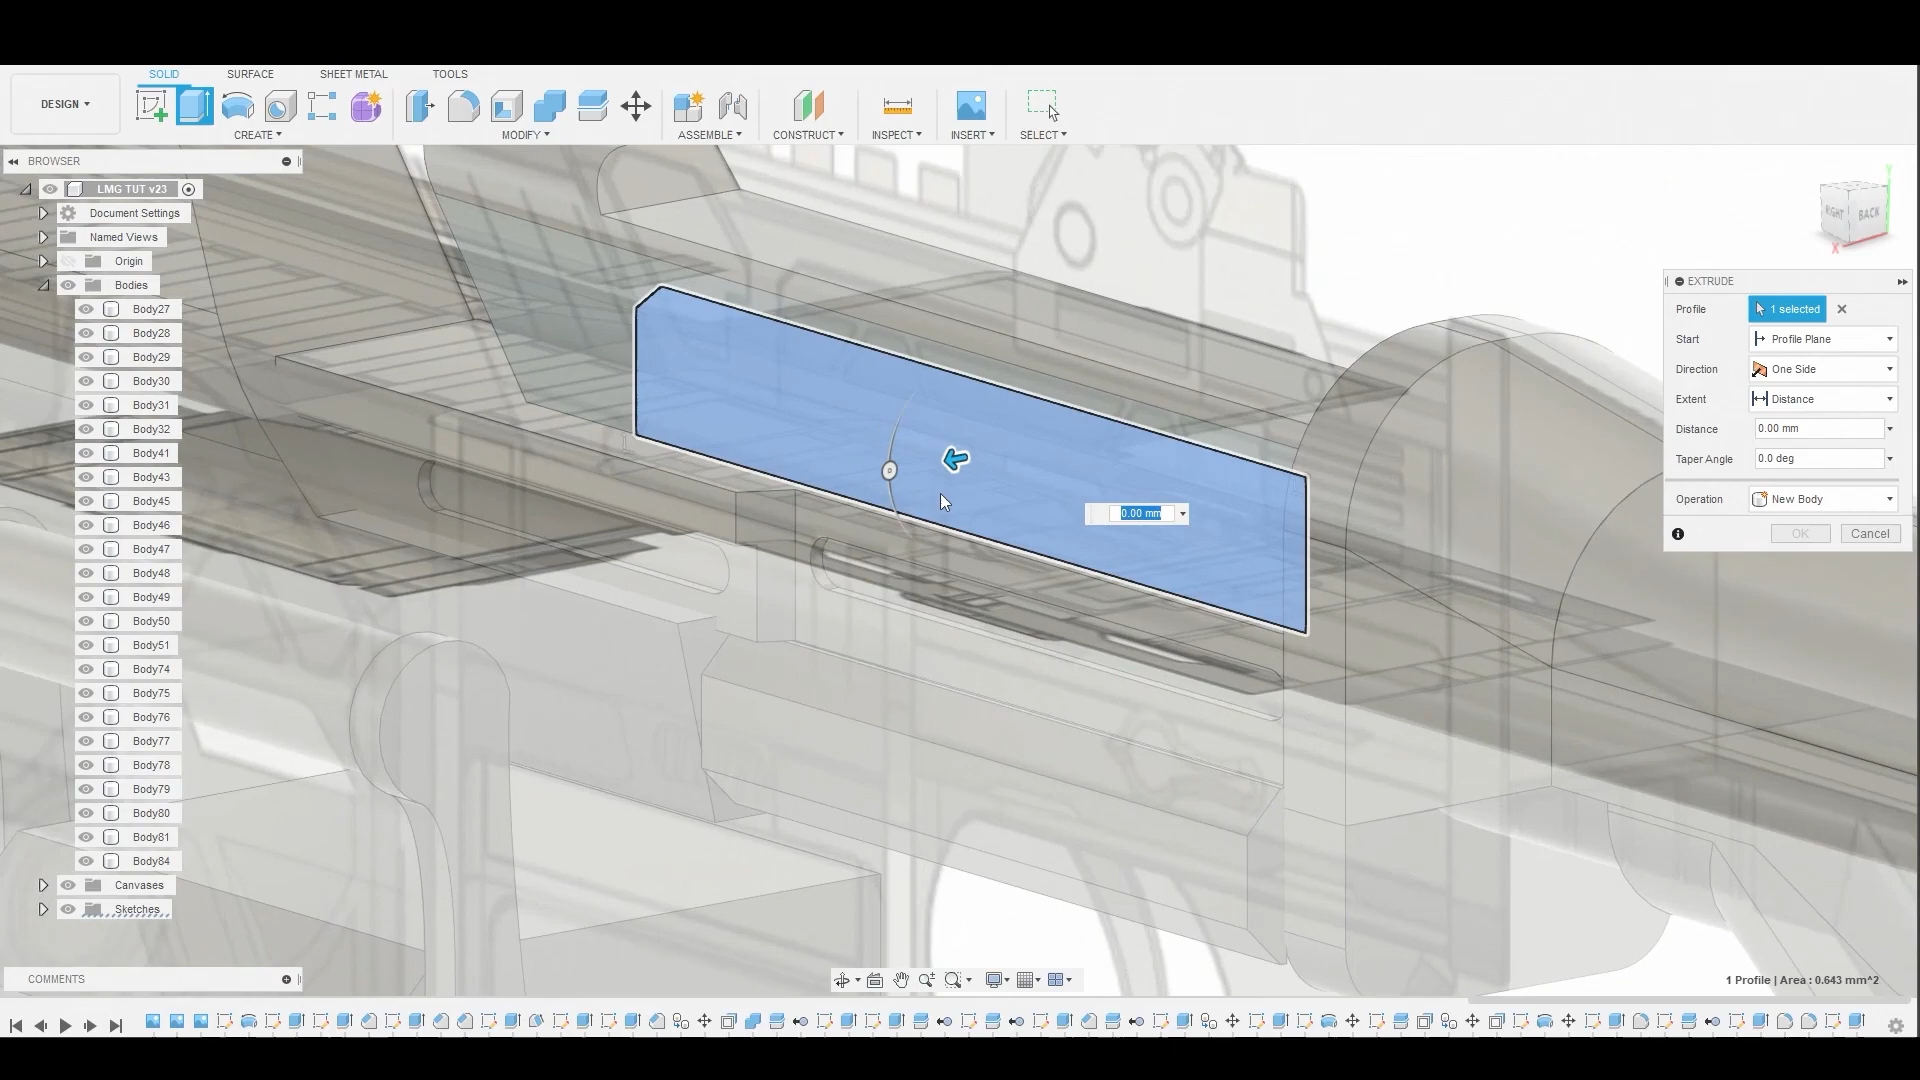 SOLID SURFACE SHEET METAL TOOLS
DESIGN
CREATE MODIFY ASSEMBLE CONSTRUCT INSPECT INSERT SELECT
BROWSER
LMG TUT v23
Document Settings
Named Views
Origin
Bodies
Body27
Body28
Body29
Body30
Body31
Body32
Body41
Body43
Body45
Body46
Body47
Body48
Body49
Body50
Body51
Body74
Body75
Body76
Body77
Body78
Body79
Body80
Body81
Body84
Canvases
Sketches
COMMENTS
0.00 mm
RIGHT BACK
Y
X
EXTRUDE
Profile 1 selected
Start Profile Plane
Direction One Side
Extent Distance
Distance 0.00 mm
Taper Angle 0.0 deg
Operation New Body
OK Cancel
1 Profile | Area : 0.643 mm^2